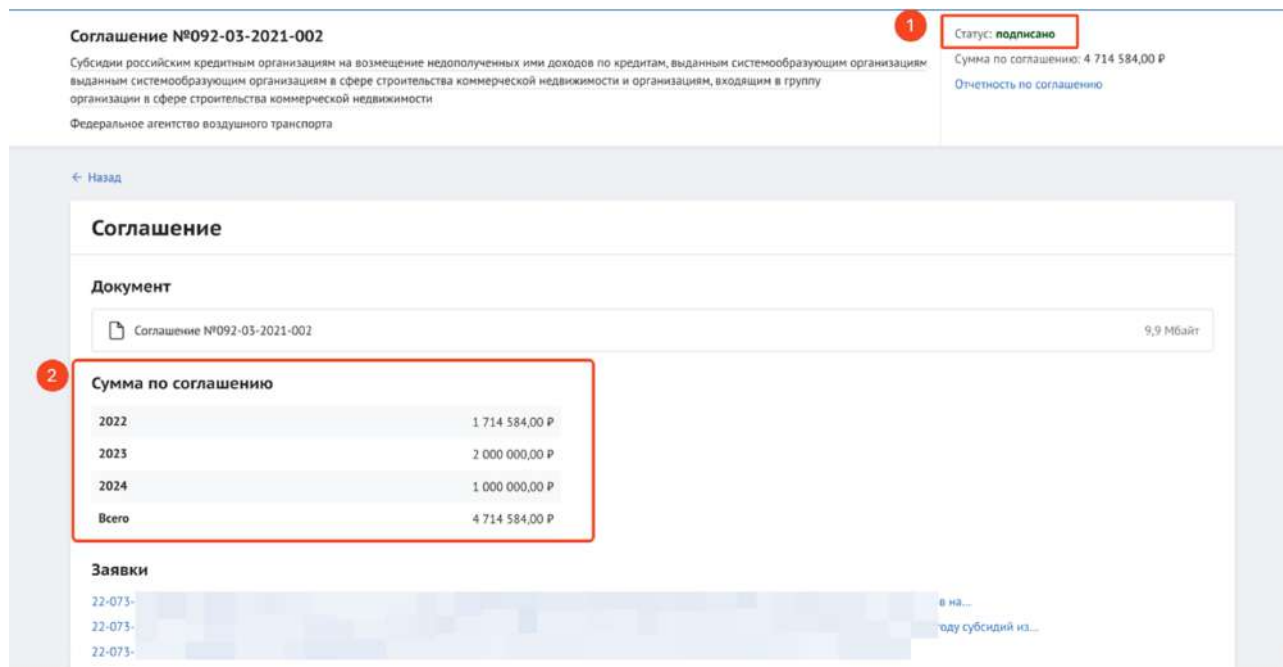 Соглашение №092-03-2021-002
1
Статус: подписано
Субсидии российским кредитным организациям на возмещение недополученных ими доходов по кредитам, выданным системообразующим организациям
Сумма по соглашению: 4 714 584,00 ₽
выданным системообразующим организациям в сфере строительства коммерческой недвижимости и организациям, входящим в группу
Отчетность по соглашению
организации в сфере строительства коммерческой недвижимости
Федеральное агентство воздушного транспорта
← Назад
Соглашение
Документ
Соглашение №092-03-2021-002 9,9 Мбайт
2
Сумма по соглашению
2022 1 714 584,00 ₽
2023 2 000 000,00 ₽
2024 1 000 000,00 ₽
Всего 4 714 584,00 ₽
Заявки
22-073- в на...
22-073- оду субсидий из...
22-073-